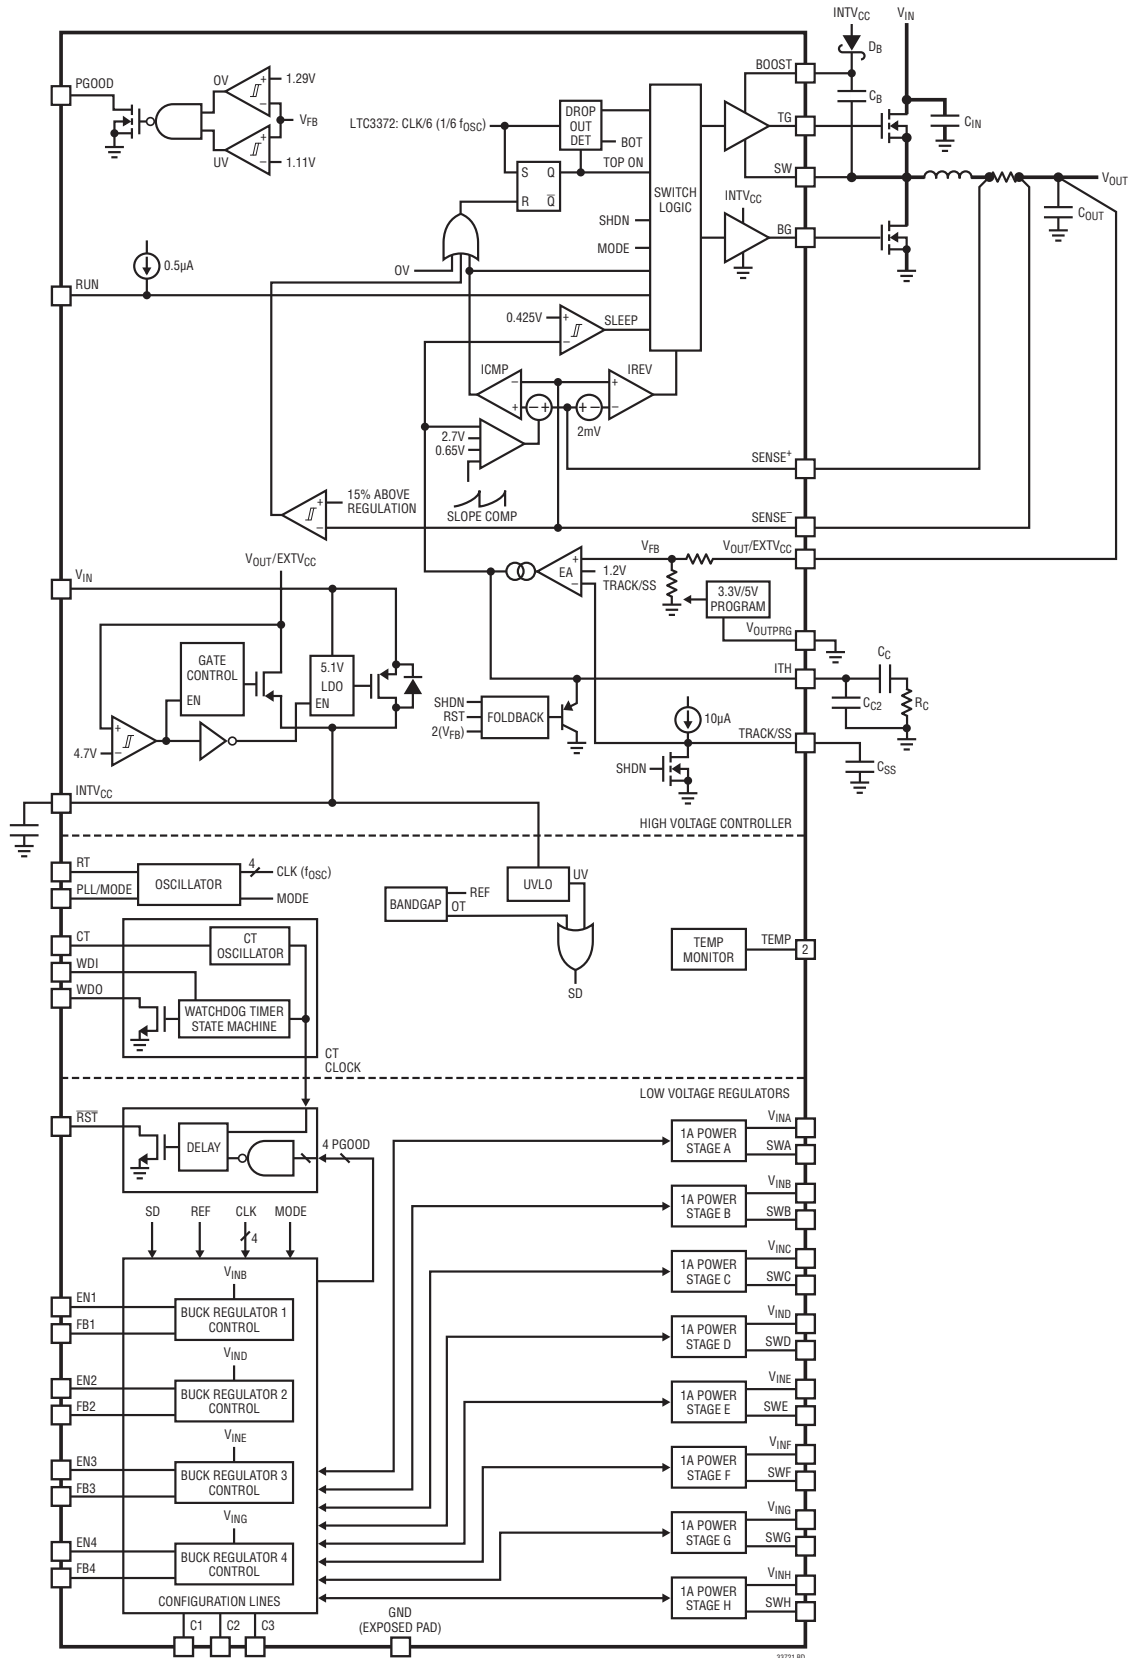 INTVCC
VIN
DB
BOOST
CB
CIN
PGOOD
OV
+
1.29V
–
VFB
+
–
1.11V
UV
LTC3372: CLK/6 (1/6 fOSC)
DROP
OUT
DET
BOT
TOP ON
S Q
R Q̅
SWITCH
LOGIC
SHDN
MODE
TG
SW
INTVCC
BG
VOUT
COUT
0.5µA
OV
RUN
0.425V
+
–
SLEEP
ICMP
–
+
– +
+ –
2mV
IREV
+
–
2.7V
0.65V
SLOPE COMP
SENSE+
15% ABOVE
REGULATION
+
–
SENSE–
VOUT/EXTVCC
VFB
VOUT/EXTVCC
EA
+
1.2V
TRACK/SS
–
3.3V/5V
PROGRAM
VOUTPRG
VIN
GATE
CONTROL
EN
5.1V
LDO
EN
+
–
4.7V
ITH
CC
CC2
RC
SHDN
RST
2(VFB)
FOLDBACK
10µA
TRACK/SS
CSS
SHDN
INTVCC
HIGH VOLTAGE CONTROLLER
RT
PLL/MODE
OSCILLATOR
4
CLK (fOSC)
MODE
BANDGAP
REF
OT
UVLO
UV
SD
CT
WDI
WDO
CT
OSCILLATOR
WATCHDOG TIMER
STATE MACHINE
CT
CLOCK
TEMP
MONITOR
TEMP
2
LOW VOLTAGE REGULATORS
R̅S̅T̅
DELAY
4 PGOOD
SD
REF
CLK
MODE
4
1A POWER
STAGE A
VINA
SWA
1A POWER
STAGE B
VINB
SWB
1A POWER
STAGE C
VINC
SWC
1A POWER
STAGE D
VIND
SWD
1A POWER
STAGE E
VINE
SWE
1A POWER
STAGE F
VINF
SWF
1A POWER
STAGE G
VING
SWG
1A POWER
STAGE H
VINH
SWH
VINB
EN1
FB1
BUCK REGULATOR 1
CONTROL
VIND
EN2
FB2
BUCK REGULATOR 2
CONTROL
VINE
EN3
FB3
BUCK REGULATOR 3
CONTROL
VING
EN4
FB4
BUCK REGULATOR 4
CONTROL
CONFIGURATION LINES
C1
C2
C3
GND
(EXPOSED PAD)